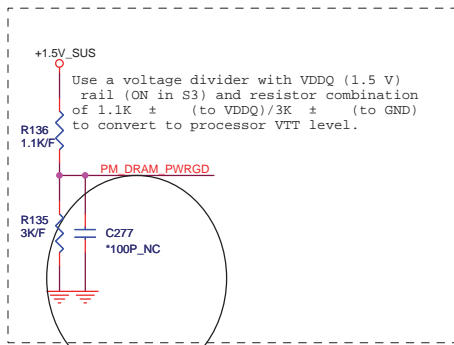 +1.5V_SUS
Use a voltage divider with VDDQ (1.5 V)
rail (ON in S3) and resistor combination
of 1.1K ± (to VDDQ)/3K ± (to GND)
to convert to processor VTT level.
R136
1.1K/F
PM_DRAM_PWRGD
R135
3K/F
C277
*100P_NC